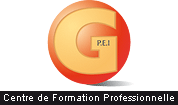 G
P.E.I
Centre de Formation Professionnelle